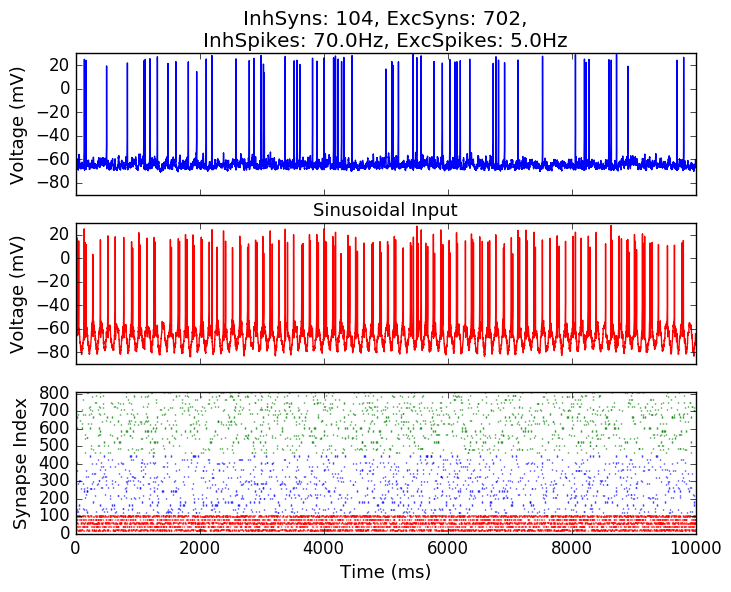 InhSyns: 104, ExcSyns: 702,
InhSpikes: 70.0Hz, ExcSpikes: 5.0Hz
20
0
−20
−40
−60
−80
Voltage (mV)
Sinusoidal Input
20
0
−20
−40
−60
−80
Voltage (mV)
800
700
600
500
400
300
200
100
0
Synapse Index
0 2000 4000 6000 8000 10000
Time (ms)